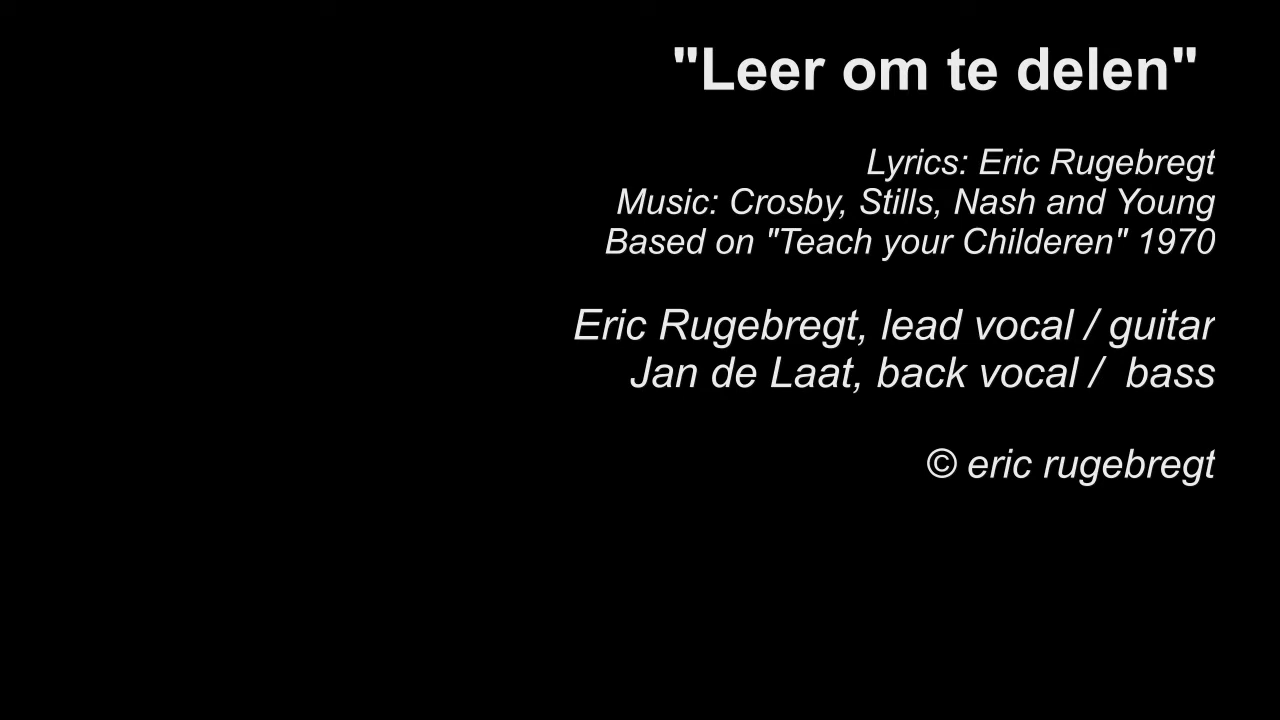 "Leer om te delen"
Lyrics: Eric Rugebregt
Music: Crosby, Stills, Nash and Young
Based on "Teach your Childeren" 1970
Eric Rugebregt, lead vocal / guitar
Jan de Laat, back vocal /  bass
© eric rugebregt